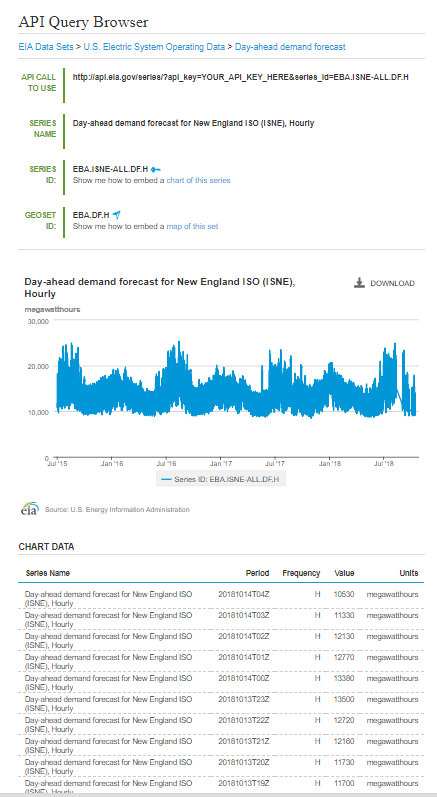 API Query Browser
EIA Data Sets > U.S. Electric System Operating Data > Day-ahead demand forecast
API CALL TO USE
http://api.eia.gov/series/?api_key=YOUR_API_KEY_HERE&series_id=EBA.ISNE-ALL.DF.H
SERIES NAME
Day-ahead demand forecast for New England ISO (ISNE), Hourly
SERIES ID:
EBA.ISNE-ALL.DF.H
Show me how to embed a chart of this series
GEOSET ID:
EBA.DF.H
Show me how to embed a map of this set
Day-ahead demand forecast for New England ISO (ISNE),
Hourly
DOWNLOAD
megawatthours
30,000
20,000
10,000
0
Jul '15 Jan '16 Jul '16 Jan '17 Jul '17 Jan '18 Jul '18
Series ID: EBA.ISNE-ALL.DF.H
eia Source: U.S. Energy Information Administration
CHART DATA
Series Name Period Frequency Value Units
Day-ahead demand forecast for New England ISO 20181014T04Z H 10530 megawatthours
(ISNE), Hourly
Day-ahead demand forecast for New England ISO 20181014T03Z H 11330 megawatthours
(ISNE), Hourly
Day-ahead demand forecast for New England ISO 20181014T02Z H 12130 megawatthours
(ISNE), Hourly
Day-ahead demand forecast for New England ISO 20181014T01Z H 12770 megawatthours
(ISNE), Hourly
Day-ahead demand forecast for New England ISO 20181014T00Z H 13380 megawatthours
(ISNE), Hourly
Day-ahead demand forecast for New England ISO 20181013T23Z H 13500 megawatthours
(ISNE), Hourly
Day-ahead demand forecast for New England ISO 20181013T22Z H 12720 megawatthours
(ISNE), Hourly
Day-ahead demand forecast for New England ISO 20181013T21Z H 12160 megawatthours
(ISNE), Hourly
Day-ahead demand forecast for New England ISO 20181013T20Z H 11730 megawatthours
(ISNE), Hourly
Day-ahead demand forecast for New England ISO 20181013T19Z H 11700 megawatthours
(ISNE), Hourly